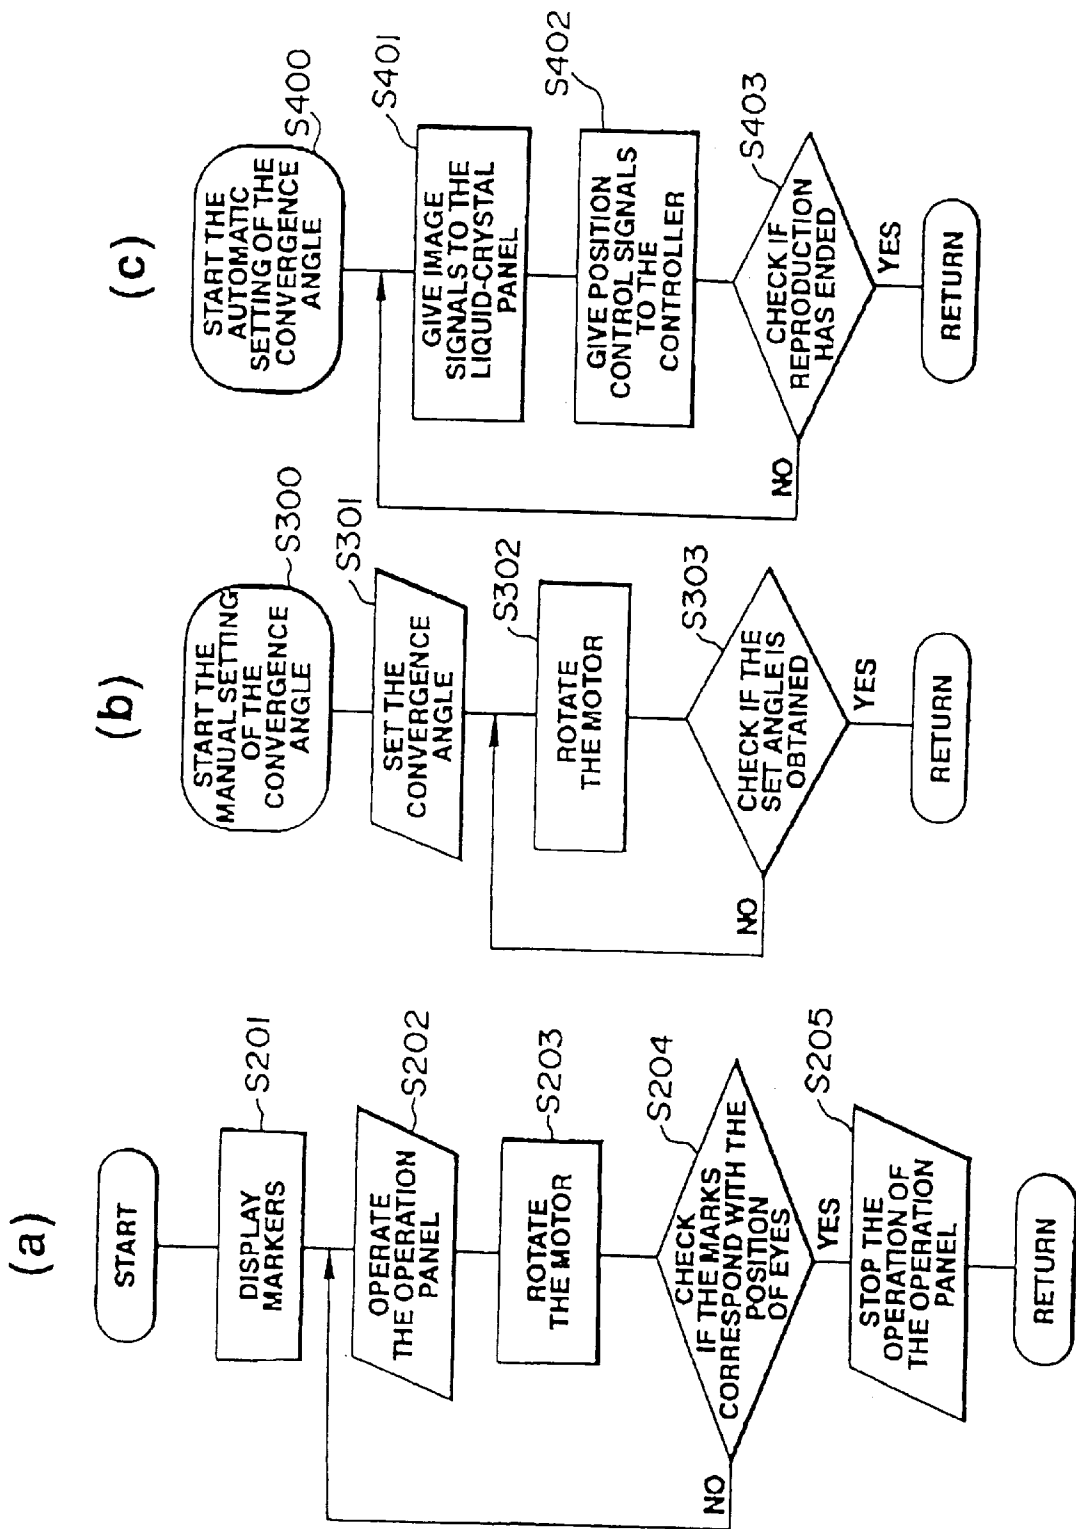 (a)
START
DISPLAY
MARKERS
S201
OPERATE
THE OPERATION
PANEL
S202
ROTATE
THE MOTOR
S203
CHECK
IF THE MARKS
CORRESPOND WITH THE
POSITION
OF EYES
S204
NO
YES
STOP THE
OPERATION OF
THE OPERATION
PANEL
S205
RETURN
(b)
START THE
MANUAL SETTING
OF THE
CONVERGENCE
ANGLE
S300
SET THE
CONVERGENCE
ANGLE
S301
ROTATE
THE MOTOR
S302
CHECK IF THE
SET ANGLE IS
OBTAINED
S303
NO
YES
RETURN
(c)
START THE
AUTOMATIC
SETTING OF THE
CONVERGENCE
ANGLE
S400
GIVE IMAGE
SIGNALS TO THE
LIQUID-CRYSTAL
PANEL
S401
GIVE POSITION
CONTROL SIGNALS
TO THE
CONTROLLER
S402
CHECK IF
REPRODUCTION
HAS ENDED
S403
NO
YES
RETURN